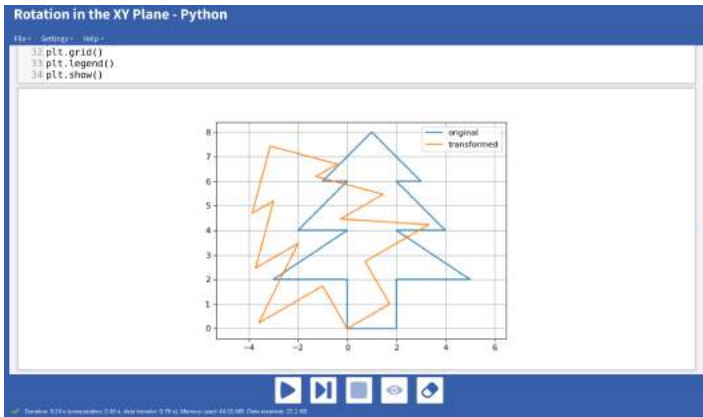 Rotation in the XY Plane - Python
File Settings Help
32 plt.grid()
33 plt.legend()
34 plt.show()
8
7
6
5
4
3
2
1
0
−4 −2 0 2 4 6
original
transformed